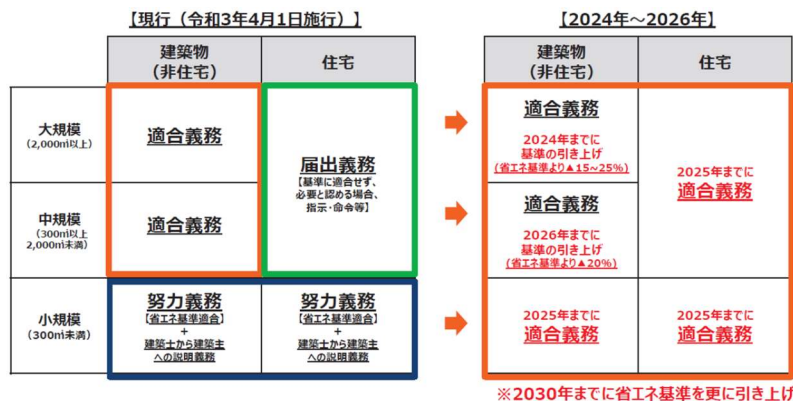 【現行（令和3年4月1日施行）】
【2024年～2026年】
建築物
（非住宅）
住宅
建築物
（非住宅）
住宅
大規模
（2,000㎡以上）
適合義務
届出義務
【基準に適合せず、
必要と認める場合、
指示・命令等】
適合義務
2024年までに
基準の引き上げ
(省エネ基準より▲15~25%)
2025年までに
適合義務
中規模
（300㎡以上
2,000㎡未満）
適合義務
適合義務
2026年までに
基準の引き上げ
(省エネ基準より▲20%)
小規模
（300㎡未満）
努力義務
【省エネ基準適合】
+
建築士から建築主
への説明義務
努力義務
【省エネ基準適合】
+
建築士から建築主
への説明義務
2025年までに
適合義務
2025年までに
適合義務
※2030年までに省エネ基準を更に引き上げ